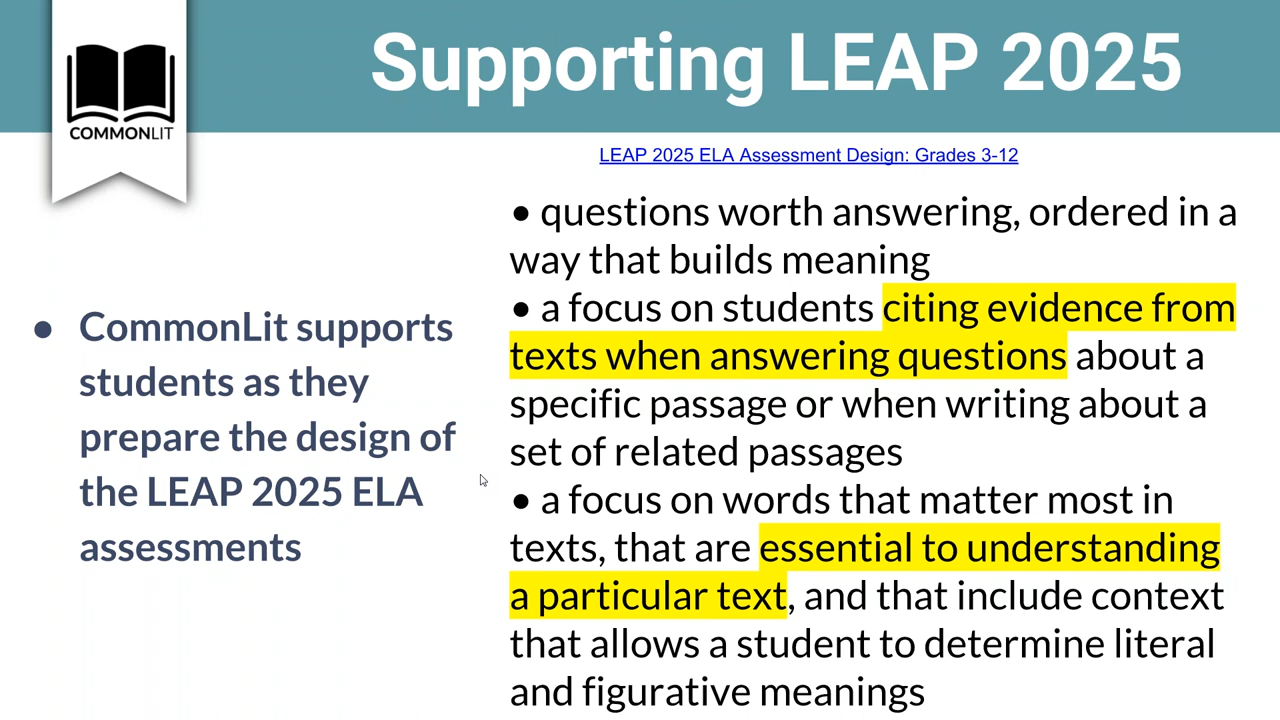 COMMONLIT
Supporting LEAP 2025
LEAP 2025 ELA Assessment Design: Grades 3-12
● CommonLit supports
students as they
prepare the design of
the LEAP 2025 ELA
assessments
• questions worth answering, ordered in a
way that builds meaning
• a focus on students citing evidence from
texts when answering questions about a
specific passage or when writing about a
set of related passages
• a focus on words that matter most in
texts, that are essential to understanding
a particular text, and that include context
that allows a student to determine literal
and figurative meanings